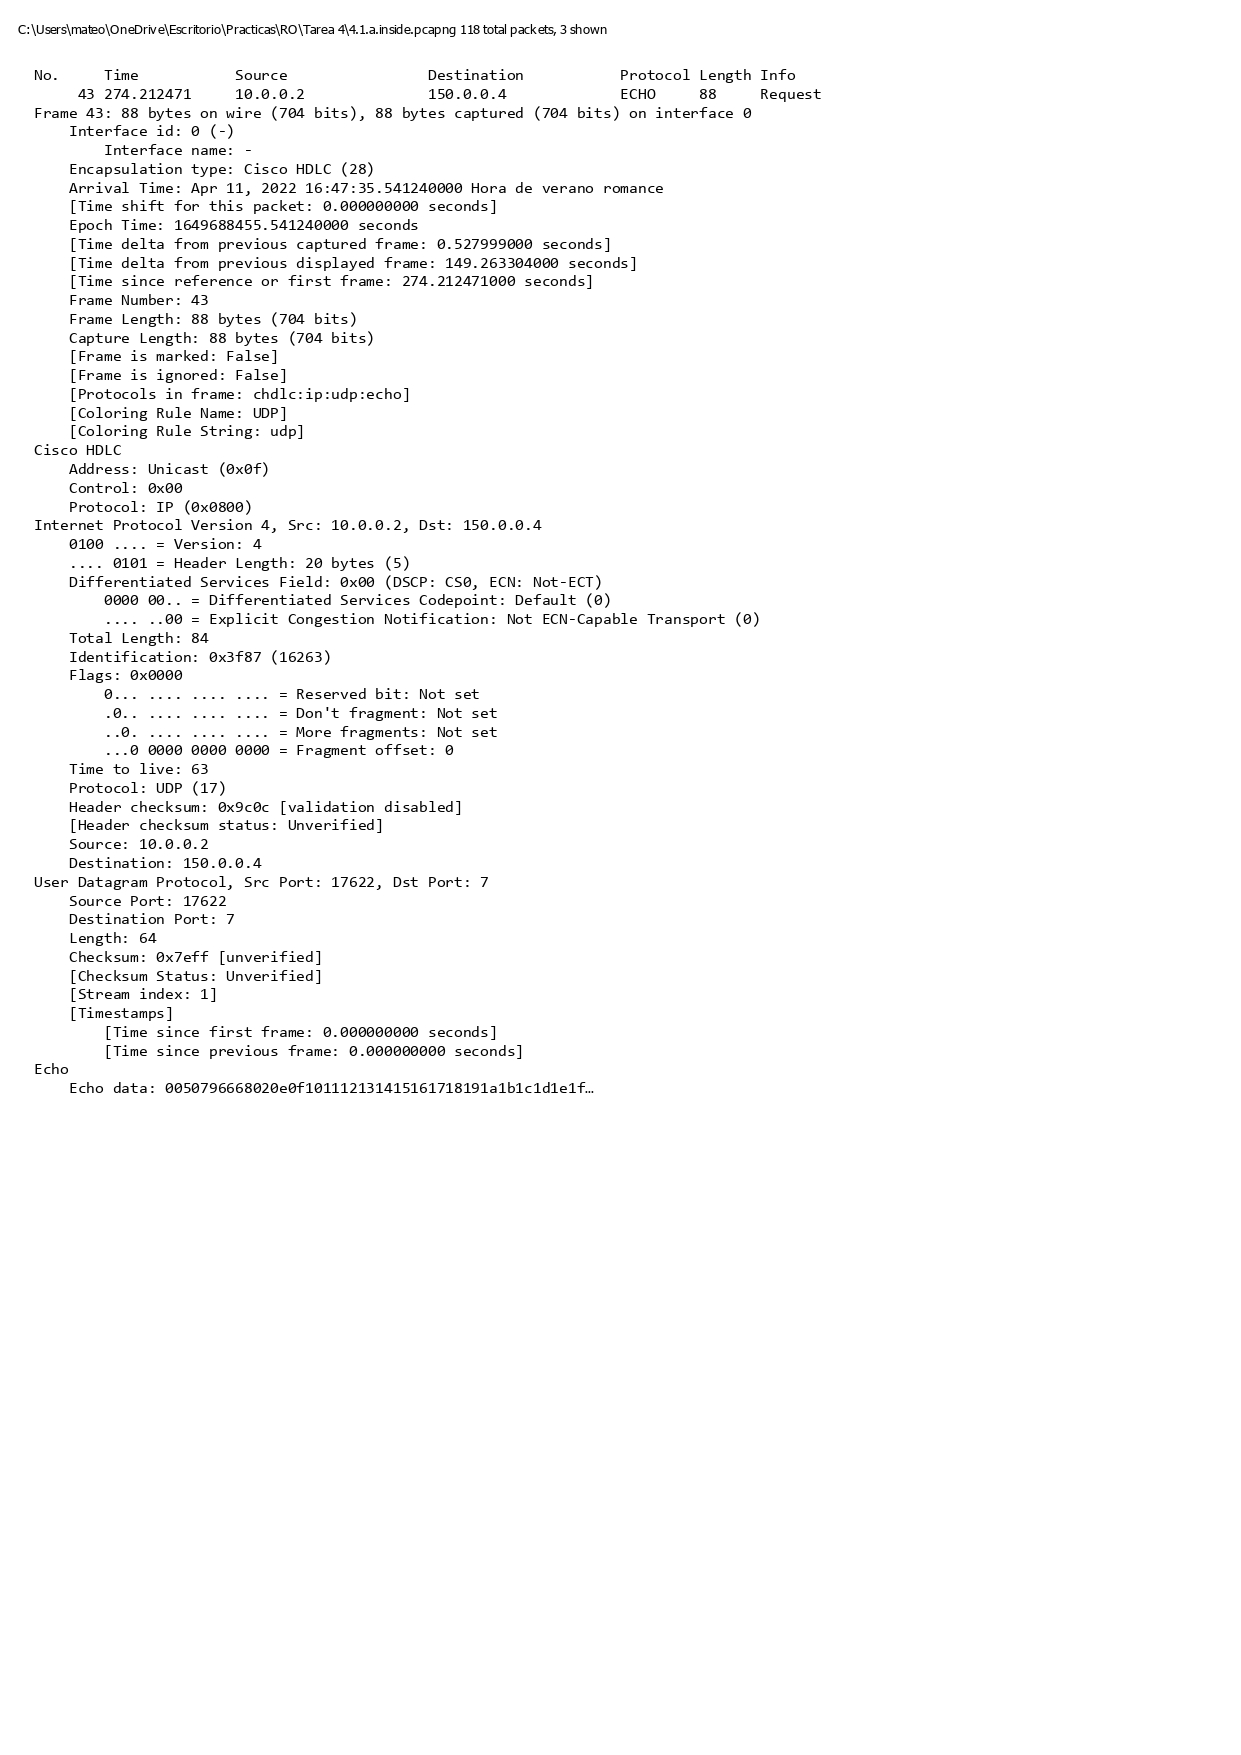 C:\Users\mateo\OneDrive\Escritorio\Practicas\RO\Tarea 4\4.1.a.inside.pcapng 118 total packets, 3 shown
No. Time Source Destination Protocol Length Info
43 274.212471 10.0.0.2 150.0.0.4 ECHO 88 Request
Frame 43: 88 bytes on wire (704 bits), 88 bytes captured (704 bits) on interface 0
Interface id: 0 (-)
Interface name: -
Encapsulation type: Cisco HDLC (28)
Arrival Time: Apr 11, 2022 16:47:35.541240000 Hora de verano romance
[Time shift for this packet: 0.000000000 seconds]
Epoch Time: 1649688455.541240000 seconds
[Time delta from previous captured frame: 0.527999000 seconds]
[Time delta from previous displayed frame: 149.263304000 seconds]
[Time since reference or first frame: 274.212471000 seconds]
Frame Number: 43
Frame Length: 88 bytes (704 bits)
Capture Length: 88 bytes (704 bits)
[Frame is marked: False]
[Frame is ignored: False]
[Protocols in frame: chdlc:ip:udp:echo]
[Coloring Rule Name: UDP]
[Coloring Rule String: udp]
Cisco HDLC
Address: Unicast (0x0f)
Control: 0x00
Protocol: IP (0x0800)
Internet Protocol Version 4, Src: 10.0.0.2, Dst: 150.0.0.4
0100 .... = Version: 4
.... 0101 = Header Length: 20 bytes (5)
Differentiated Services Field: 0x00 (DSCP: CS0, ECN: Not-ECT)
0000 00.. = Differentiated Services Codepoint: Default (0)
.... ..00 = Explicit Congestion Notification: Not ECN-Capable Transport (0)
Total Length: 84
Identification: 0x3f87 (16263)
Flags: 0x0000
0... .... .... .... = Reserved bit: Not set
.0.. .... .... .... = Don't fragment: Not set
..0. .... .... .... = More fragments: Not set
...0 0000 0000 0000 = Fragment offset: 0
Time to live: 63
Protocol: UDP (17)
Header checksum: 0x9c0c [validation disabled]
[Header checksum status: Unverified]
Source: 10.0.0.2
Destination: 150.0.0.4
User Datagram Protocol, Src Port: 17622, Dst Port: 7
Source Port: 17622
Destination Port: 7
Length: 64
Checksum: 0x7eff [unverified]
[Checksum Status: Unverified]
[Stream index: 1]
[Timestamps]
[Time since first frame: 0.000000000 seconds]
[Time since previous frame: 0.000000000 seconds]
Echo
Echo data: 0050796668020e0f101112131415161718191a1b1c1d1e1f…